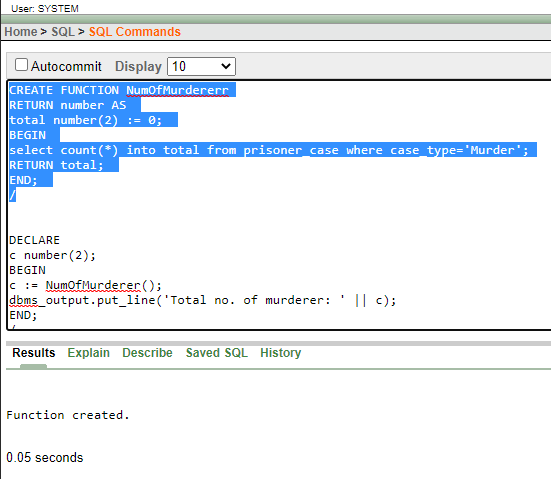 User: SYSTEM
Home > SQL > SQL Commands
Autocommit Display 10
CREATE FUNCTION NumOfMurdererr
RETURN number AS
total number(2) := 0;
BEGIN
select count(*) into total from prisoner_case where case_type='Murder';
RETURN total;
END;
/
DECLARE
c number(2);
BEGIN
c := NumOfMurderer();
dbms_output.put_line('Total no. of murderer: ' || c);
END;
/
Results Explain Describe Saved SQL History
Function created.
0.05 seconds